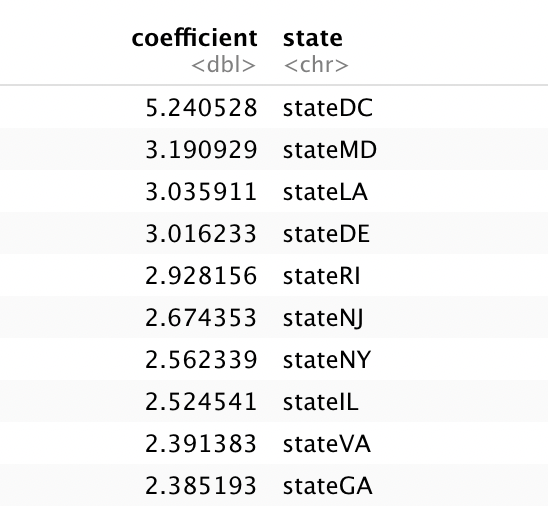 coefficient state
<dbl> <chr>
5.240528 stateDC
3.190929 stateMD
3.035911 stateLA
3.016233 stateDE
2.928156 stateRI
2.674353 stateNJ
2.562339 stateNY
2.524541 stateIL
2.391383 stateVA
2.385193 stateGA